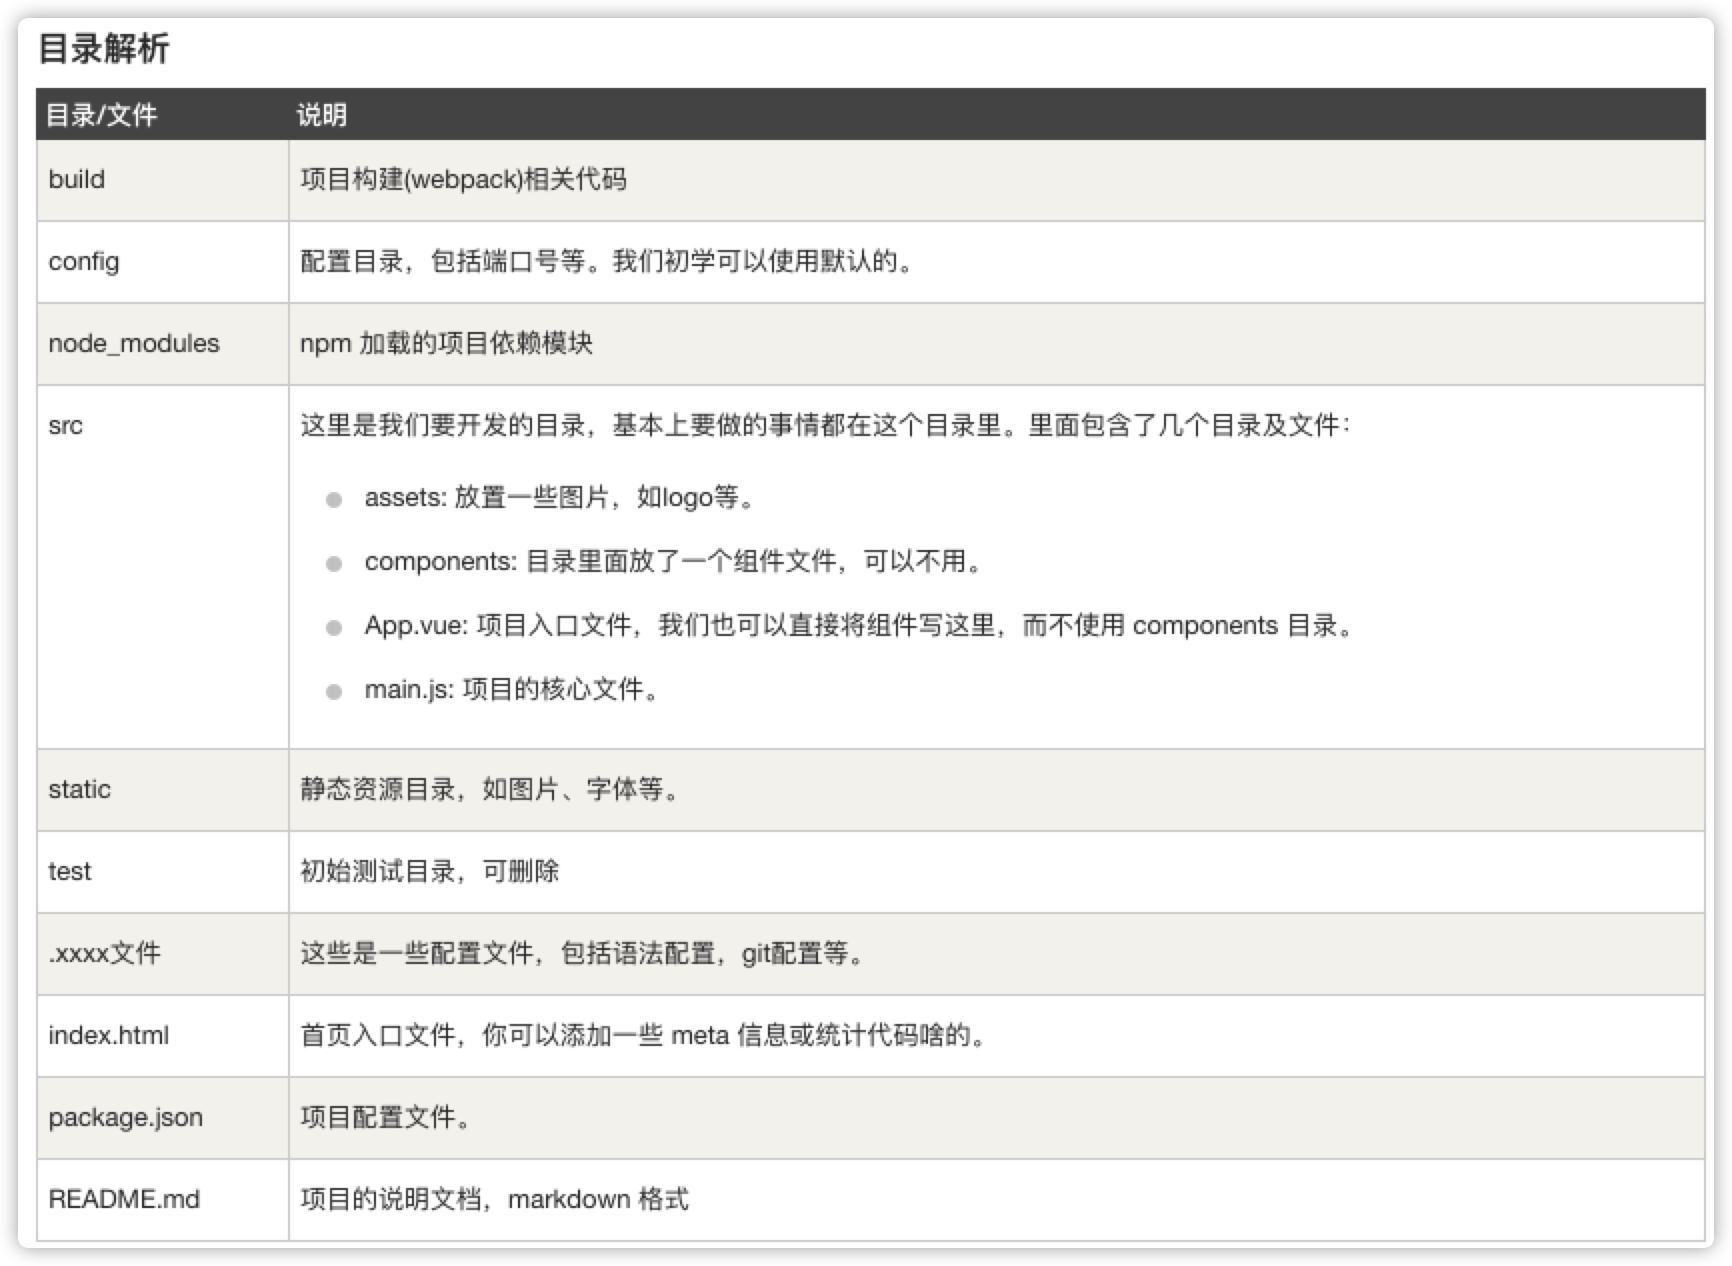 目录解析
目录/文件 说明
build 项目构建(webpack)相关代码
config 配置目录，包括端口号等。我们初学可以使用默认的。
node_modules npm 加载的项目依赖模块
src 这里是我们要开发的目录，基本上要做的事情都在这个目录里。里面包含了几个目录及文件：
assets: 放置一些图片，如logo等。
components: 目录里面放了一个组件文件，可以不用。
App.vue: 项目入口文件，我们也可以直接将组件写这里，而不使用 components 目录。
main.js: 项目的核心文件。
static 静态资源目录，如图片、字体等。
test 初始测试目录，可删除
.xxxx文件 这些是一些配置文件，包括语法配置，git配置等。
index.html 首页入口文件，你可以添加一些 meta 信息或统计代码啥的。
package.json 项目配置文件。
README.md 项目的说明文档，markdown 格式